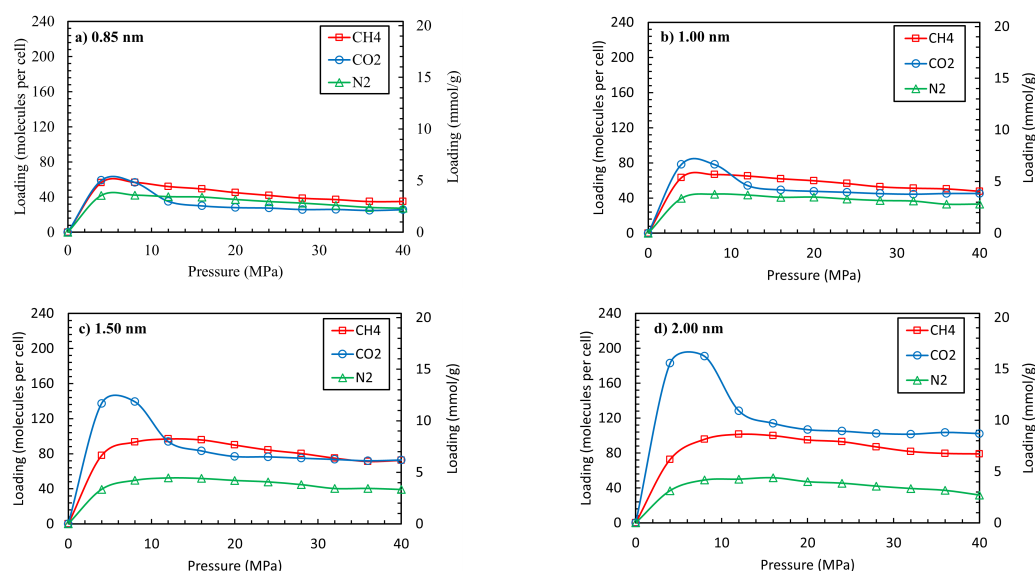 a) 0.85 nm
CH4
CO2
N2
240
200
160
120
80
40
0
20
15
10
5
0
0
10
20
30
40
Loading (molecules per cell)
Loading (mmol/g)
Pressure (MPa)
b) 1.00 nm
CH4
CO2
N2
240
200
160
120
80
40
0
20
15
10
5
0
0
10
20
30
40
Loading (molecules per cell)
Loading (mmol/g)
Pressure (MPa)
c) 1.50 nm
CH4
CO2
N2
240
200
160
120
80
40
0
20
15
10
5
0
0
10
20
30
40
Loading (molecules per cell)
Loading (mmol/g)
Pressure (MPa)
d) 2.00 nm
CH4
CO2
N2
240
200
160
120
80
40
0
20
15
10
5
0
0
10
20
30
40
Loading (molecules per cell)
Loading (mmol/g)
Pressure (MPa)